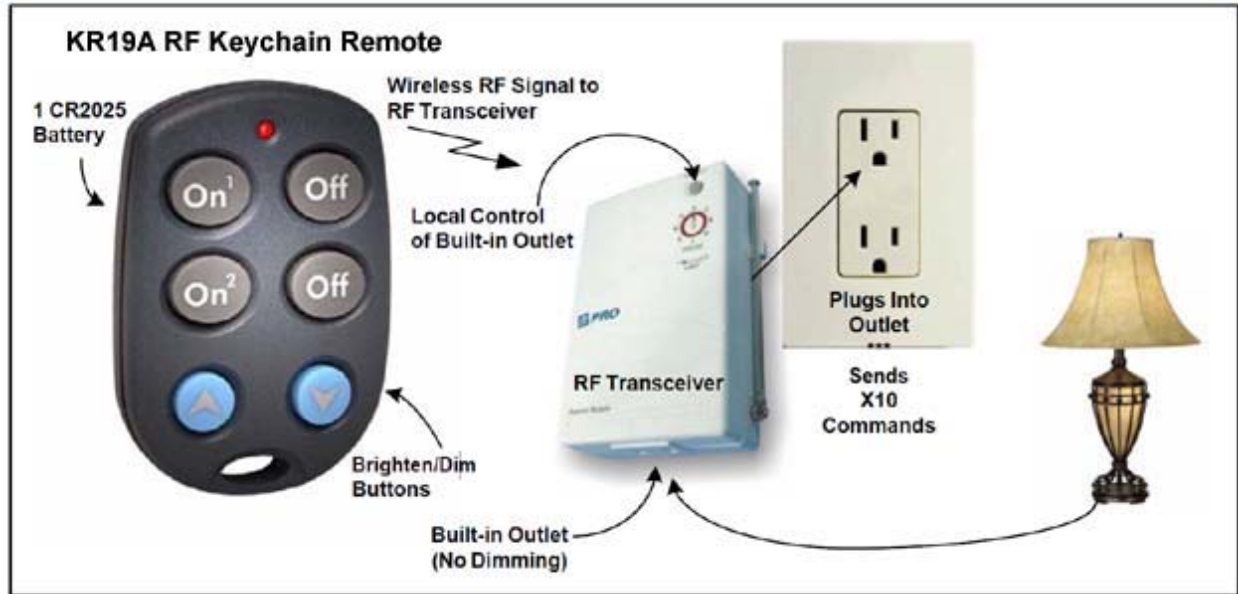 KR19A RF Keychain Remote
1 CR2025
Battery
On1
Off
On2
Off
Wireless RF Signal to
RF Transceiver
Local Control
of Built-in Outlet
PRO
RF Transceiver
Plugs Into
Outlet
Sends
X10
Commands
Brighten/Dim
Buttons
Built-in Outlet
(No Dimming)